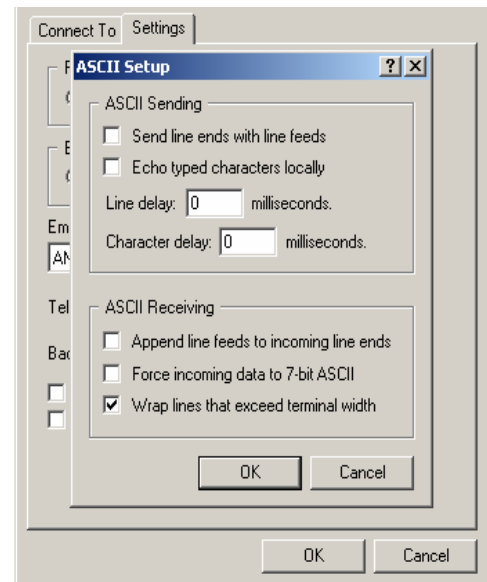 Connect To Settings
ASCII Setup
ASCII Sending
Send line ends with line feeds
Echo typed characters locally
Line delay: 0 milliseconds.
Character delay: 0 milliseconds.
Em
Tel
ASCII Receiving
Append line feeds to incoming line ends
Force incoming data to 7-bit ASCII
Wrap lines that exceed terminal width
OK Cancel
OK Cancel